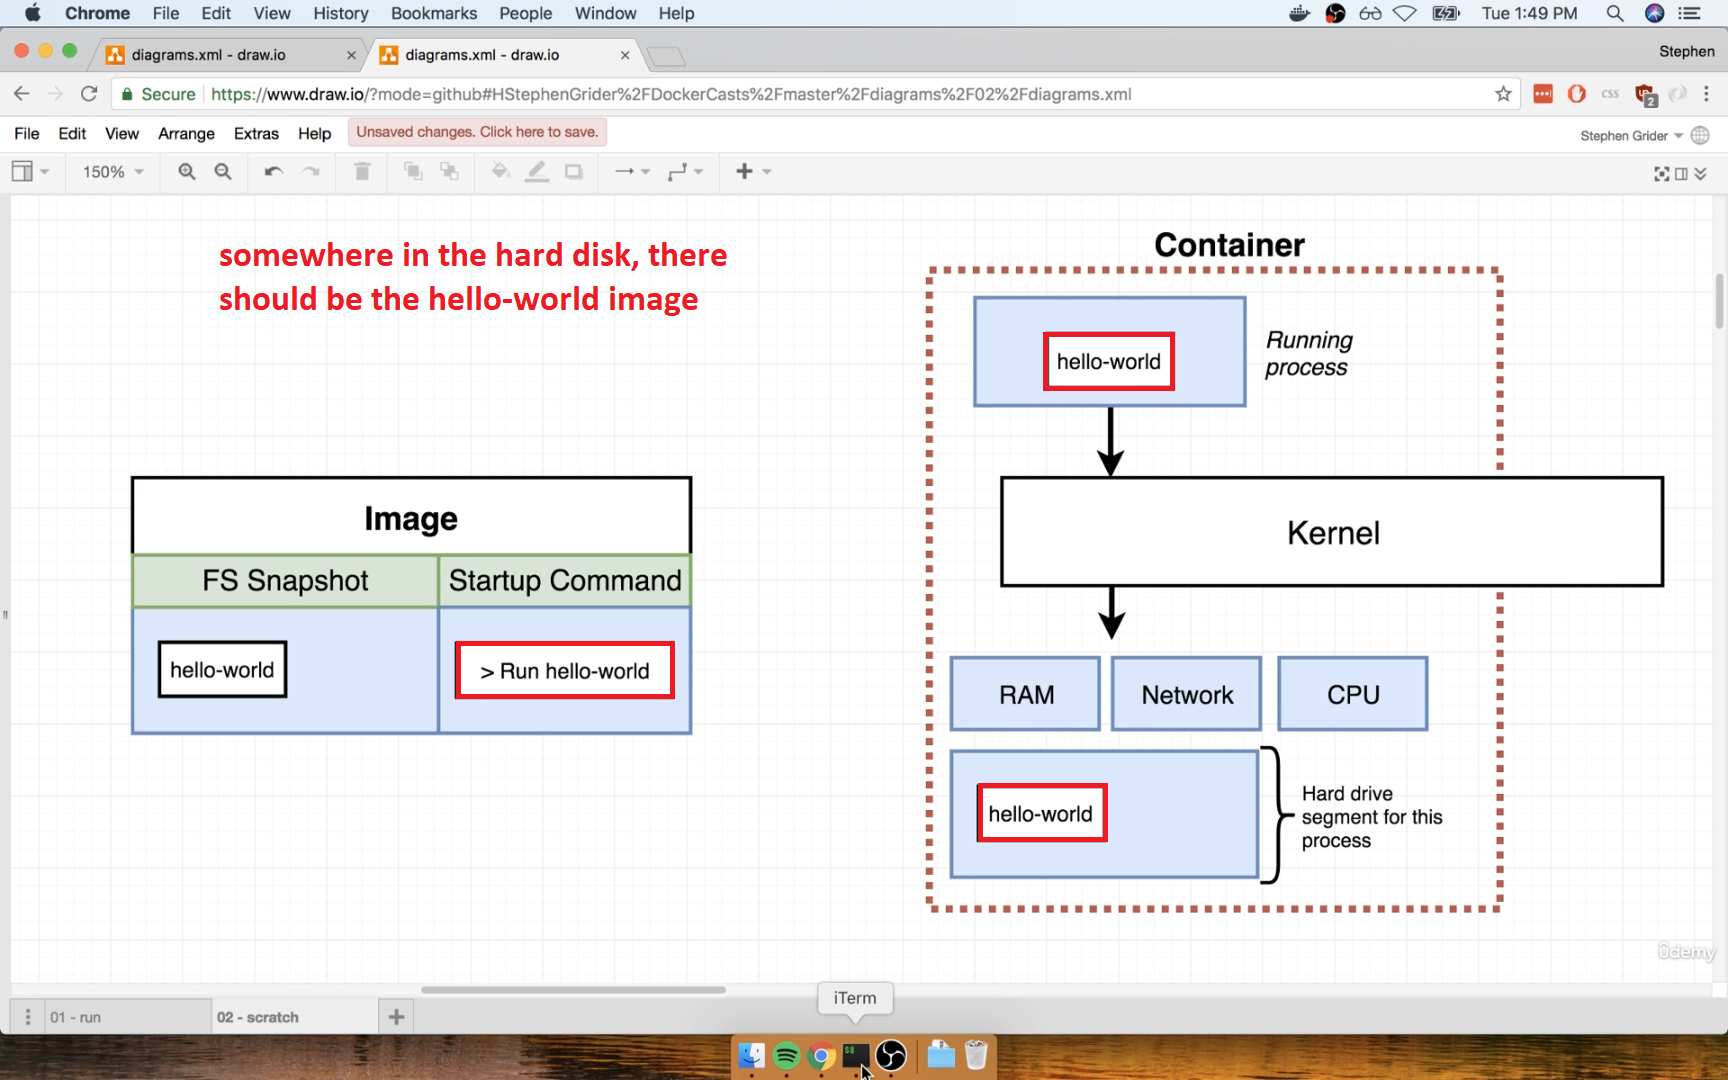 Chrome File Edit View History Bookmarks People Window Help Tue 1:49 PM
diagrams.xml - draw.io diagrams.xml - draw.io Stephen
Secure https://www.draw.io/?mode=github#HStephenGrider%2FDockerCasts%2Fmaster%2Fdiagrams%2F02%2Fdiagrams.xml css 2
File Edit View Arrange Extras Help Unsaved changes. Click here to save. Stephen Grider
150%
somewhere in the hard disk, there
should be the hello-world image
Container
hello-world
Running
process
Image
Kernel
FS Snapshot Startup Command
hello-world > Run hello-world
RAM Network CPU
hello-world
Hard drive
segment for this
process
ûdemy
iTerm
01 - run 02 - scratch